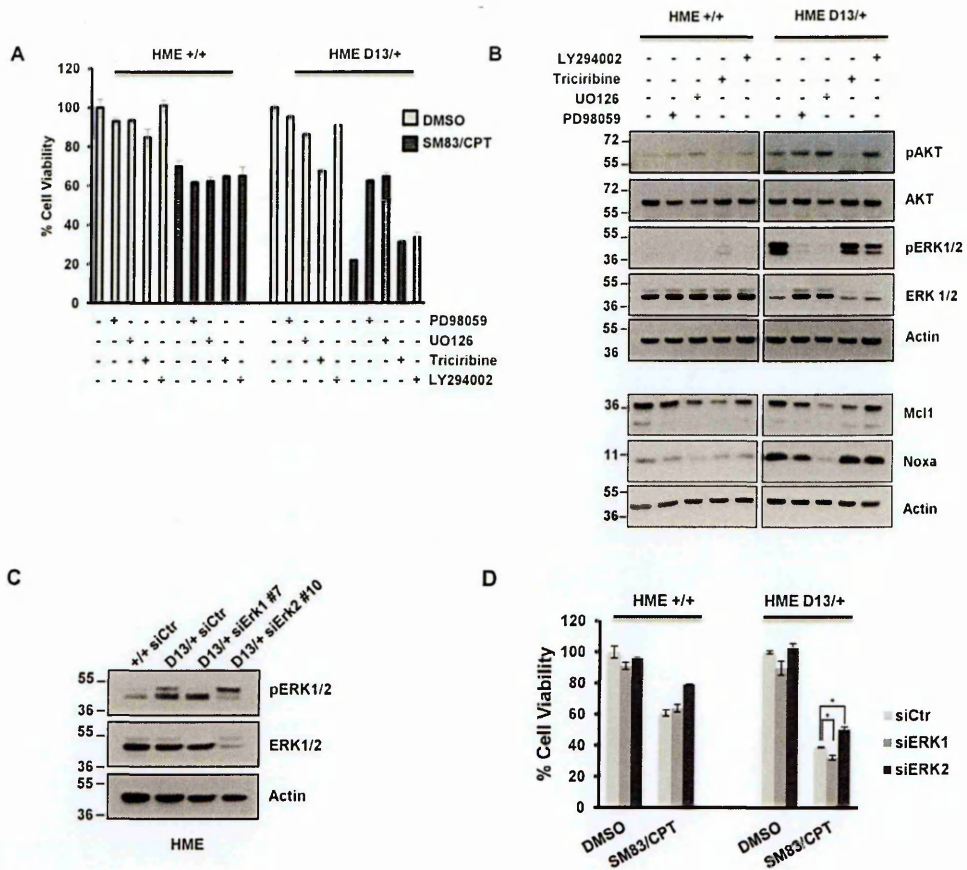 A
HME +/+
HME D13/+
120
100
80
60
40
20
0
% Cell Viability
DMSO
SM83/CPT
- + - - - - + - - - - + - - - - + - - -
PD98059
- - + - - - - + - - - - + - - - - + - -
UO126
- - - + - - - - + - - - - + - - - - + -
Triciribine
- - - - + - - - - + - - - - + - - - - +
LY294002
B
HME +/+
HME D13/+
LY294002
- - - - + - - - - +
Triciribine
- - - + - - - - + -
UO126
- - + - - - - + - -
PD98059
- + - - - - + - - -
72
55
pAKT
72
55
AKT
55
36
pERK1/2
55
36
ERK 1/2
55
36
Actin
36
Mcl1
11
Noxa
55
36
Actin
C
+/+ siCtr
D13/+ siCtr
D13/+ siErk1 #7
D13/+ siErk2 #10
55
36
pERK1/2
55
36
ERK1/2
55
36
Actin
HME
D
HME +/+
HME D13/+
120
100
80
60
40
20
0
% Cell Viability
* *
siCtr
siERK1
siERK2
DMSO
SM83/CPT
DMSO
SM83/CPT